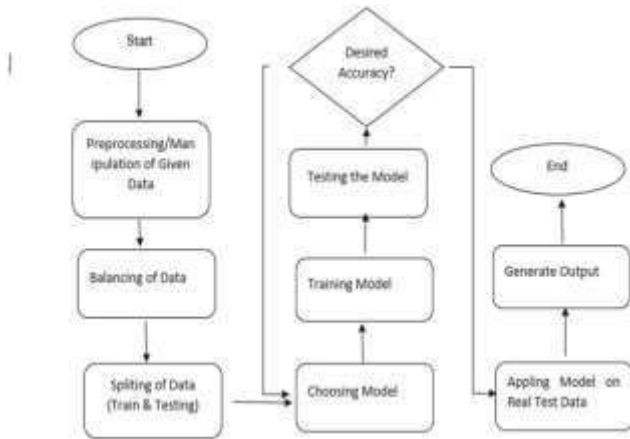 Start
Preprocessing/Man
ipulation of Given
Data
Balancing of Data
Spliting of Data
(Train & Testing)
Desired
Accuracy?
Testing the Model
Training Model
Choosing Model
End
Generate Output
Appling Model on
Real Test Data